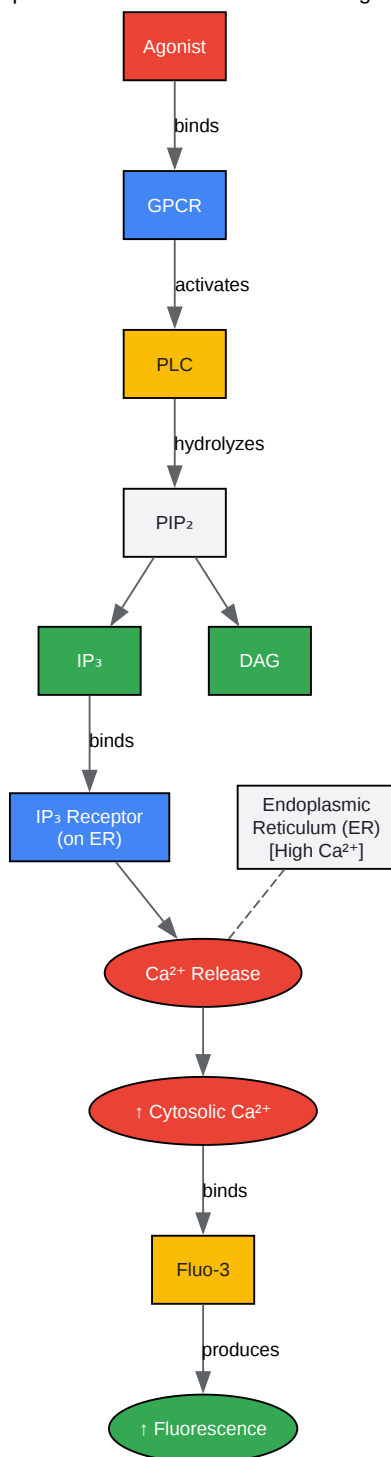 Agonist
binds
GPCR
activates
PLC
hydrolyzes
PIP₂
IP₃
DAG
binds
IP₃ Receptor
(on ER)
Endoplasmic
Reticulum (ER)
[High Ca²⁺]
Ca²⁺ Release
↑ Cytosolic Ca²⁺
binds
Fluo-3
produces
↑ Fluorescence